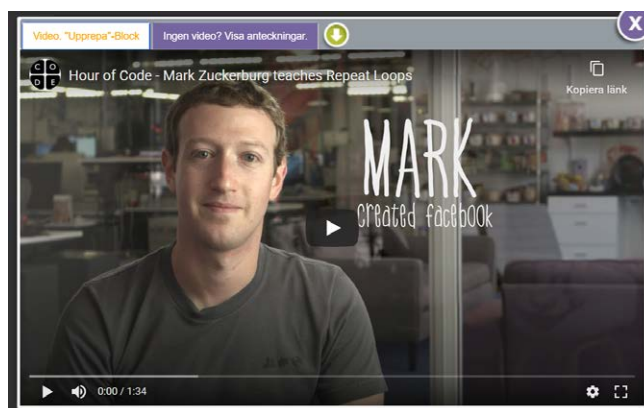 Video. "Upprepa"-Block
Ingen video? Visa anteckningar.
X
CODE
Hour of Code - Mark Zuckerburg teaches Repeat Loops
Kopiera länk
MARK
created facebook
0:00 / 1:34